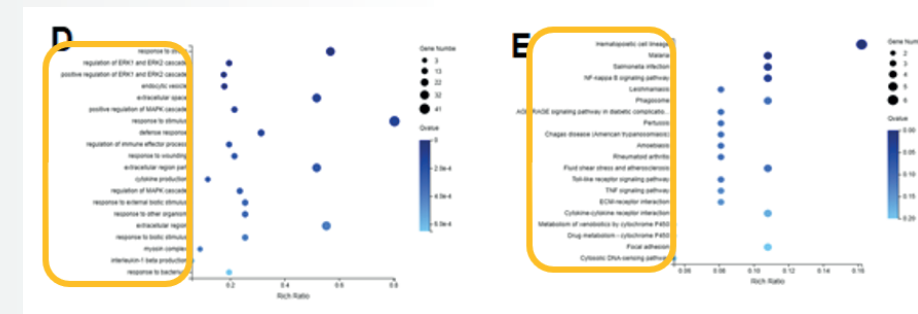 D
response to stress
regulation of ERK1 and ERK2 cascade
positive regulation of ERK1 and ERK2 cascade
endocytic vesicle
extracellular space
positive regulation of MAPK cascade
response to stimulus
defense response
regulation of immune effector process
response to wounding
extracellular region part
cytokine production
regulation of MAPK cascade
response to external biotic stimulus
response to other organism
extracellular region
response to biotic stimulus
myosin complex
interleukin-1 beta production
response to bacterium
0.2 0.4 0.6 0.8
Rich Ratio
Gene Numbe
3
13
22
32
41
Qvalue
0
2.0e-4
4.0e-4
6.0e-4
E
Hematopoietic cell lineage
Malaria
Salmonella infection
NF-kappa B signaling pathway
Leishmaniasis
Phagosome
signaling pathway in diabetic complicatio...
Pertussis
Chagas disease (American trypanosomiasis)
Amoebiasis
Rheumatoid arthritis
Fluid shear stress and atherosclerosis
Toll-like receptor signaling pathway
TNF signaling pathway
ECM-receptor interaction
Cytokine-cytokine receptor interaction
Metabolism of xenobiotics by cytochrome P450
Drug metabolism - cytochrome P450
Focal adhesion
Cytosolic DNA-sensing pathway
0.06 0.08 0.10 0.12 0.14 0.16
Rich Ratio
Gene Num
2
3
4
5
6
Qvalue
0.00
0.05
0.10
0.15
0.20